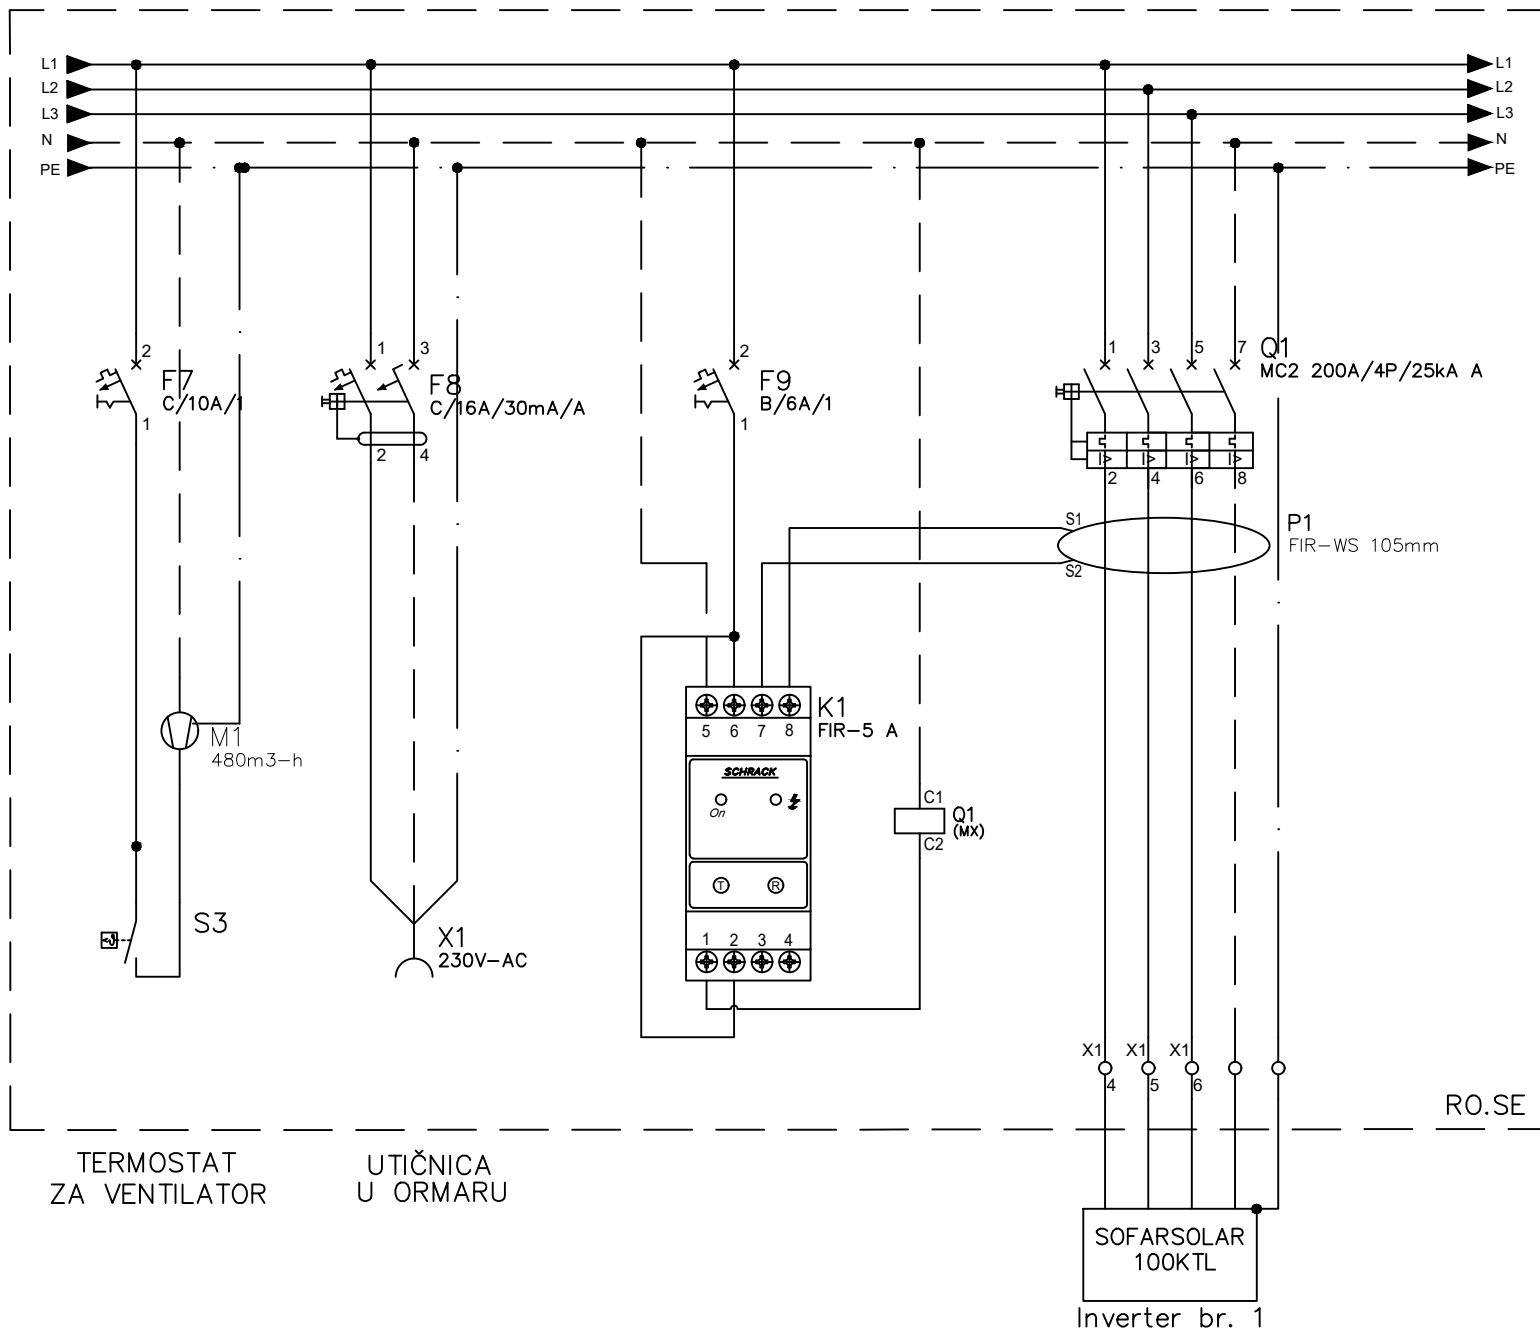 L1
L1
L2
L2
L3
L3
N
N
PE
PE
2
1
3
2
1
3
5
7
F7
C/10A/1
F8
C/16A/30mA/A
F9
B/6A/1
Q1
MC2 200A/4P/25kA A
1
2
4
1
I>
I>
I>
I>
2
4
6
8
S1
S2
P1
FIR-WS 105mm
K1
FIR-5 A
5
6
7
8
M1
480m3-h
SCHRACK
On
T
R
C1
Q1
(MX)
C2
S3
X1
230V-AC
1
2
3
4
X1
X1
X1
4
5
6
RO.SE
TERMOSTAT
ZA VENTILATOR
UTIČNICA
U ORMARU
SOFARSOLAR
100KTL
Inverter br. 1